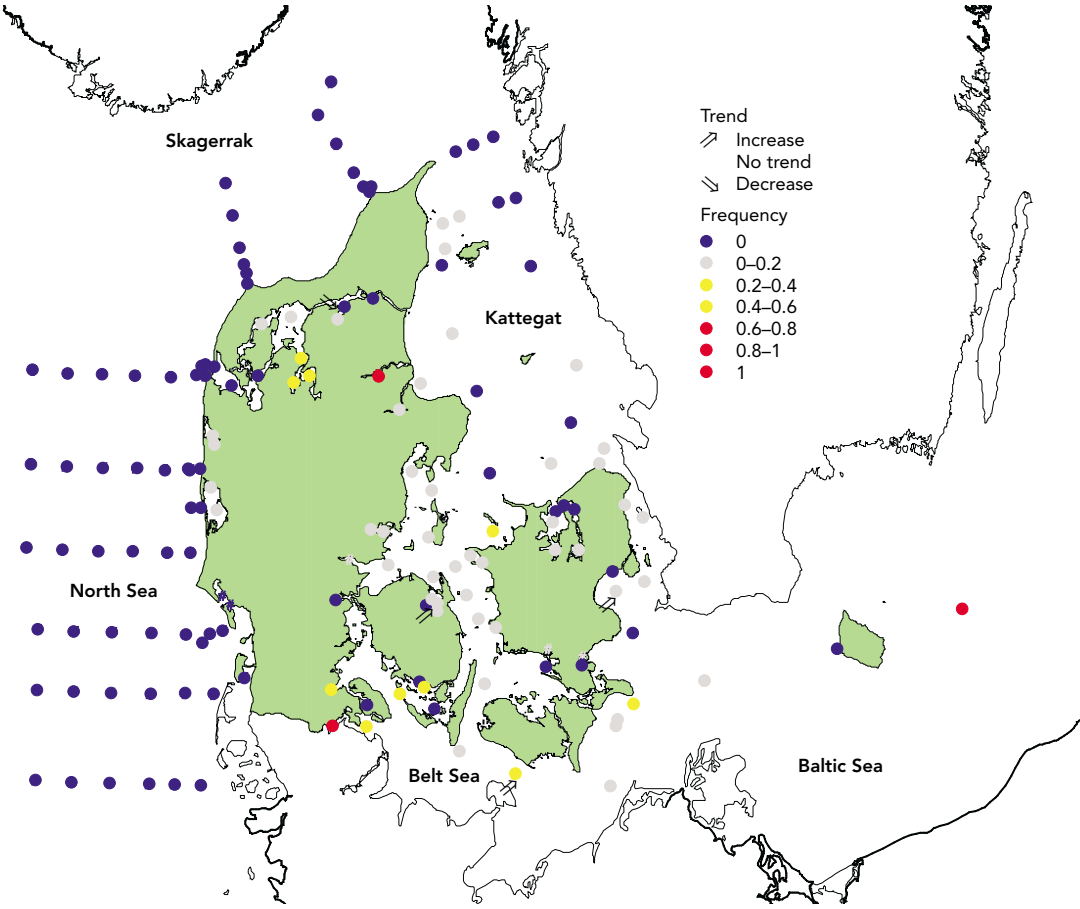 Skagerrak
Trend
Increase
No trend
Decrease
Frequency
0
0–0.2
0.2–0.4
0.4–0.6
0.6–0.8
0.8–1
1
Kattegat
North Sea
Belt Sea
Baltic Sea